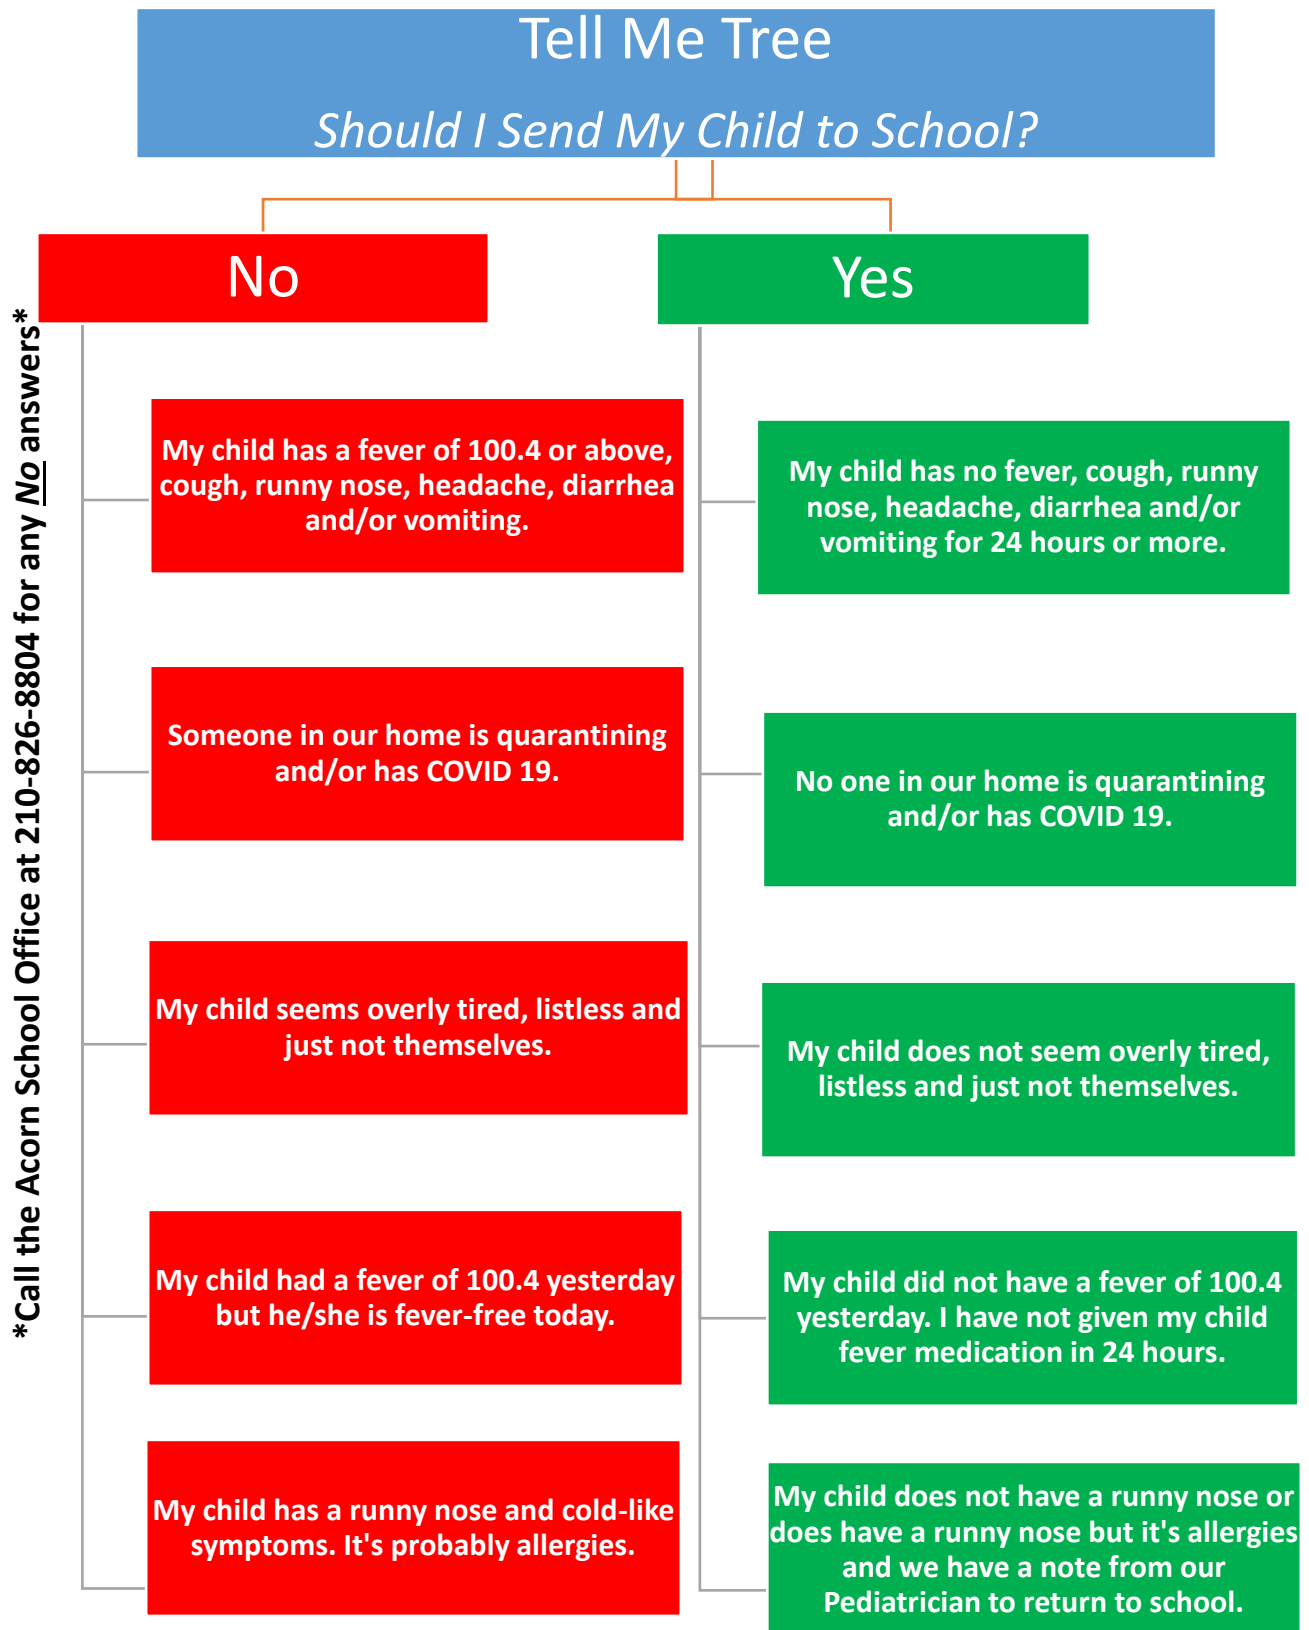 Tell Me Tree
Should I Send My Child to School?
No
Yes
*Call the Acorn School Office at 210-826-8804 for any No answers*
My child has a fever of 100.4 or above,
cough, runny nose, headache, diarrhea
and/or vomiting.
Someone in our home is quarantining
and/or has COVID 19.
My child seems overly tired, listless and
just not themselves.
My child had a fever of 100.4 yesterday
but he/she is fever-free today.
My child has a runny nose and cold-like
symptoms. It's probably allergies.
My child has no fever, cough, runny
nose, headache, diarrhea and/or
vomiting for 24 hours or more.
No one in our home is quarantining
and/or has COVID 19.
My child does not seem overly tired,
listless and just not themselves.
My child did not have a fever of 100.4
yesterday. I have not given my child
fever medication in 24 hours.
My child does not have a runny nose or
does have a runny nose but it's allergies
and we have a note from our
Pediatrician to return to school.